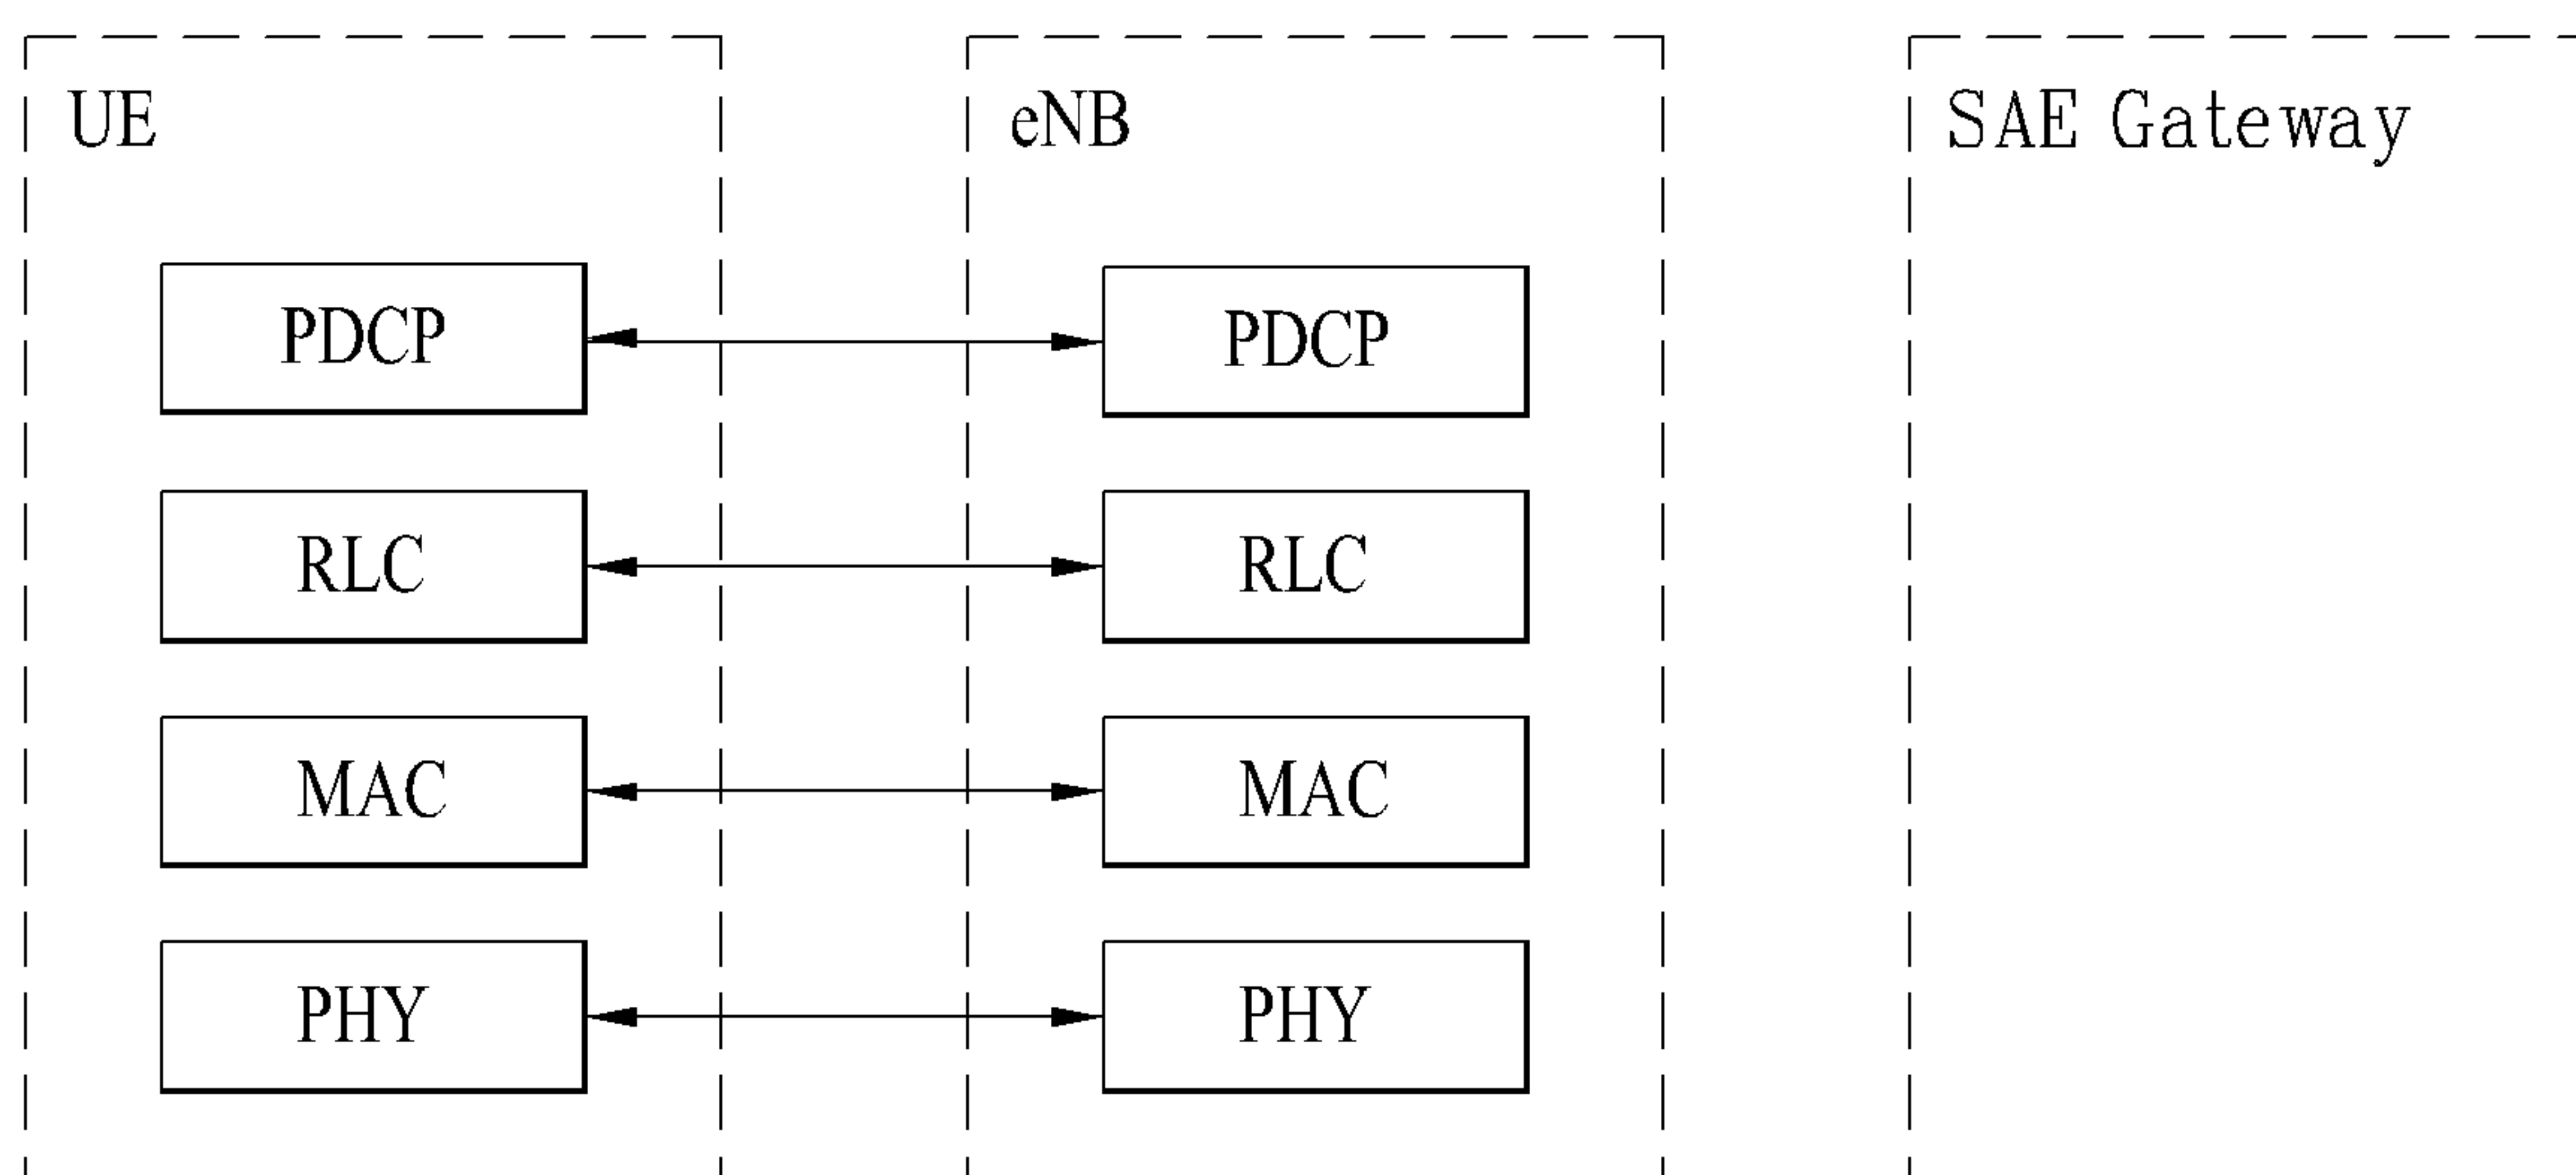 UE
eNB
SAE Gateway
PDCP
PDCP
RLC
RLC
MAC
MAC
PHY
PHY